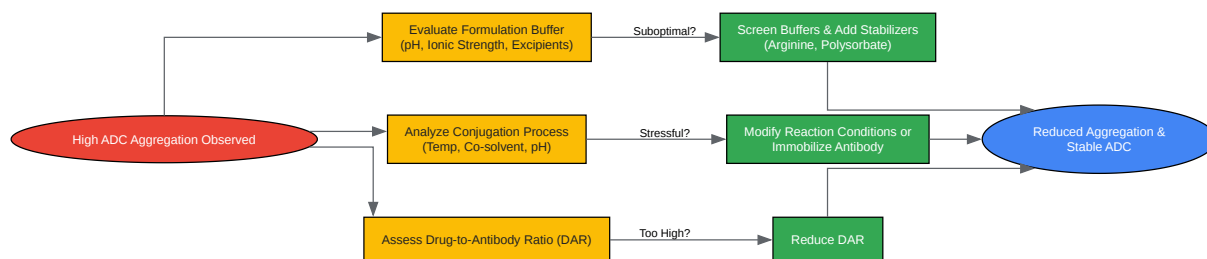 Evaluate Formulation Buffer
(pH, Ionic Strength, Excipients)
Suboptimal?
Screen Buffers & Add Stabilizers
(Arginine, Polysorbate)
High ADC Aggregation Observed
Analyze Conjugation Process
(Temp, Co-solvent, pH)
Stressful?
Modify Reaction Conditions or
Immobilize Antibody
Reduced Aggregation &
Stable ADC
Assess Drug-to-Antibody Ratio (DAR)
Too High?
Reduce DAR